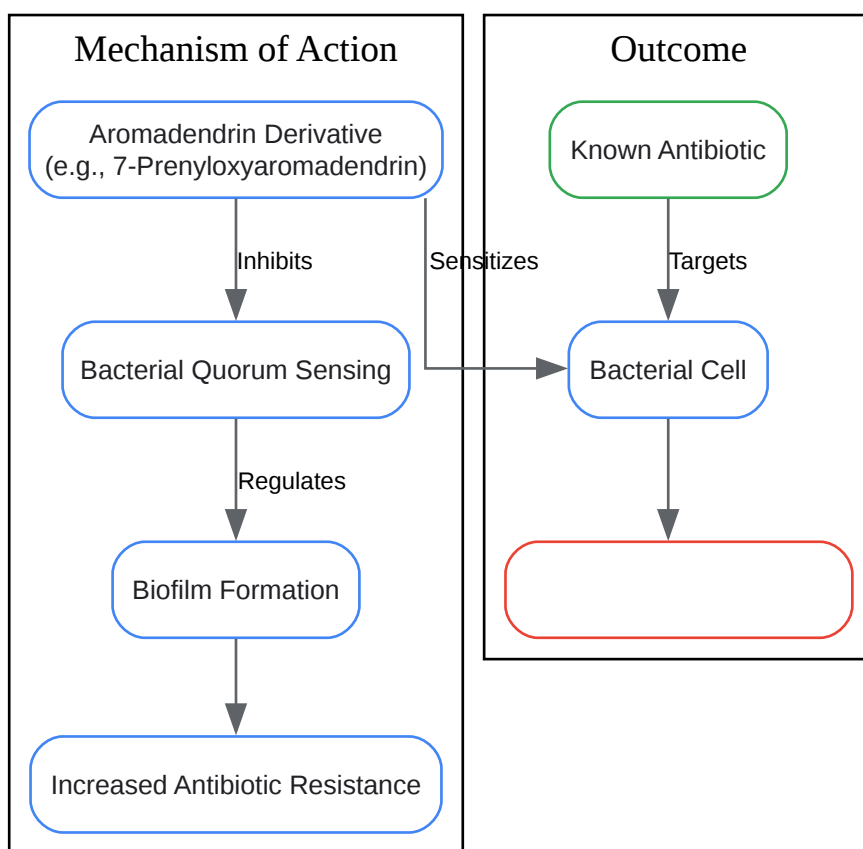 Mechanism of Action
Aromadendrin Derivative
(e.g., 7-Prenyloxyaromadendrin)
Inhibits
Bacterial Quorum Sensing
Regulates
Biofilm Formation
Increased Antibiotic Resistance
Sensitizes
Outcome
Known Antibiotic
Targets
Bacterial Cell